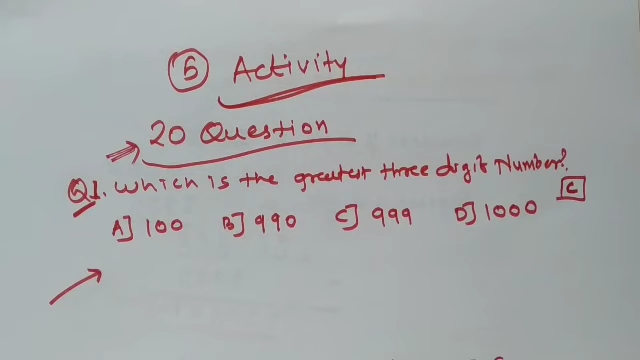 5 Activity
20 Question
Q1. Which is the greatest three digit Number?
C
A] 100 B] 990 C] 999 D] 1000